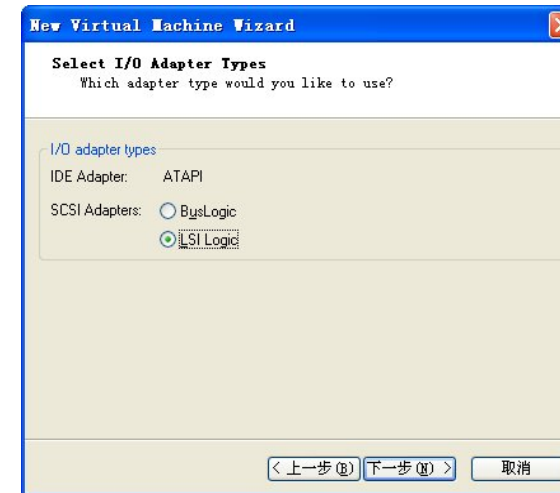 New Virtual Machine Wizard
Select I/O Adapter Types
Which adapter type would you like to use?
I/O adapter types
IDE Adapter: ATAPI
SCSI Adapters: BusLogic
LSI Logic
< 上一步(B) 下一步(N) > 取消